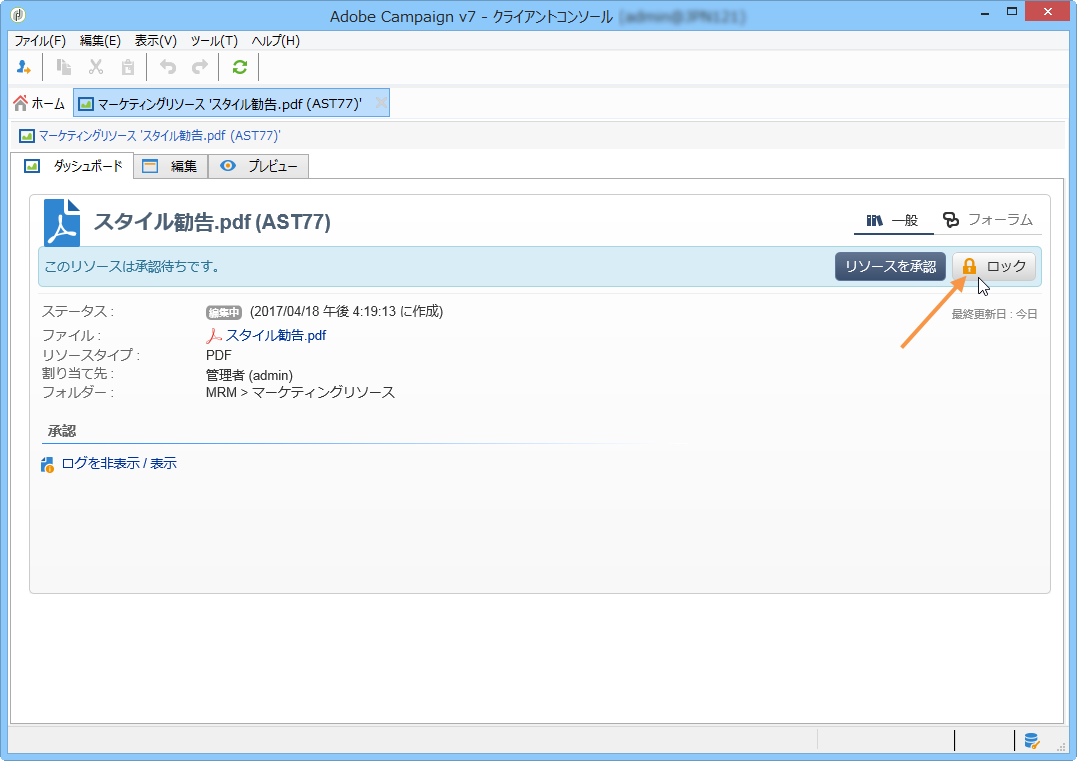 Adobe Campaign v7 - クライアントコンソール
ファイル(F) 編集(E) 表示(V) ツール(T) ヘルプ(H)
ホーム マーケティングリソース 'スタイル勧告.pdf (AST77)'
マーケティングリソース 'スタイル勧告.pdf (AST77)'
ダッシュボード 編集 プレビュー
スタイル勧告.pdf (AST77) 一般 フォーラム
このリソースは承認待ちです。 リソースを承認 ロック
ステータス : 編集中 (2017/04/18 午後 4:19:13 に作成) 最終更新日 : 今日
ファイル : スタイル勧告.pdf
リソースタイプ : PDF
割り当て先 : 管理者 (admin)
フォルダー : MRM > マーケティングリソース
承認
ログを非表示 / 表示